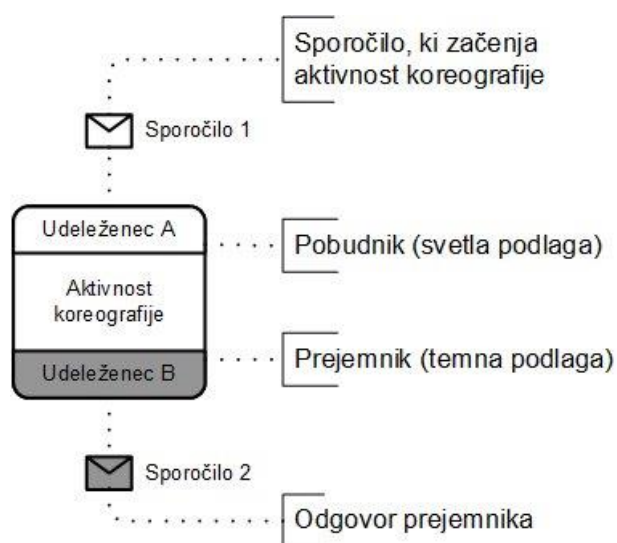 Sporočilo, ki začenja
aktivnost koreografije
Sporočilo 1
Udeleženec A
Pobudnik (svetla podlaga)
Aktivnost
koreografije
Prejemnik (temna podlaga)
Udeleženec B
Sporočilo 2
Odgovor prejemnika